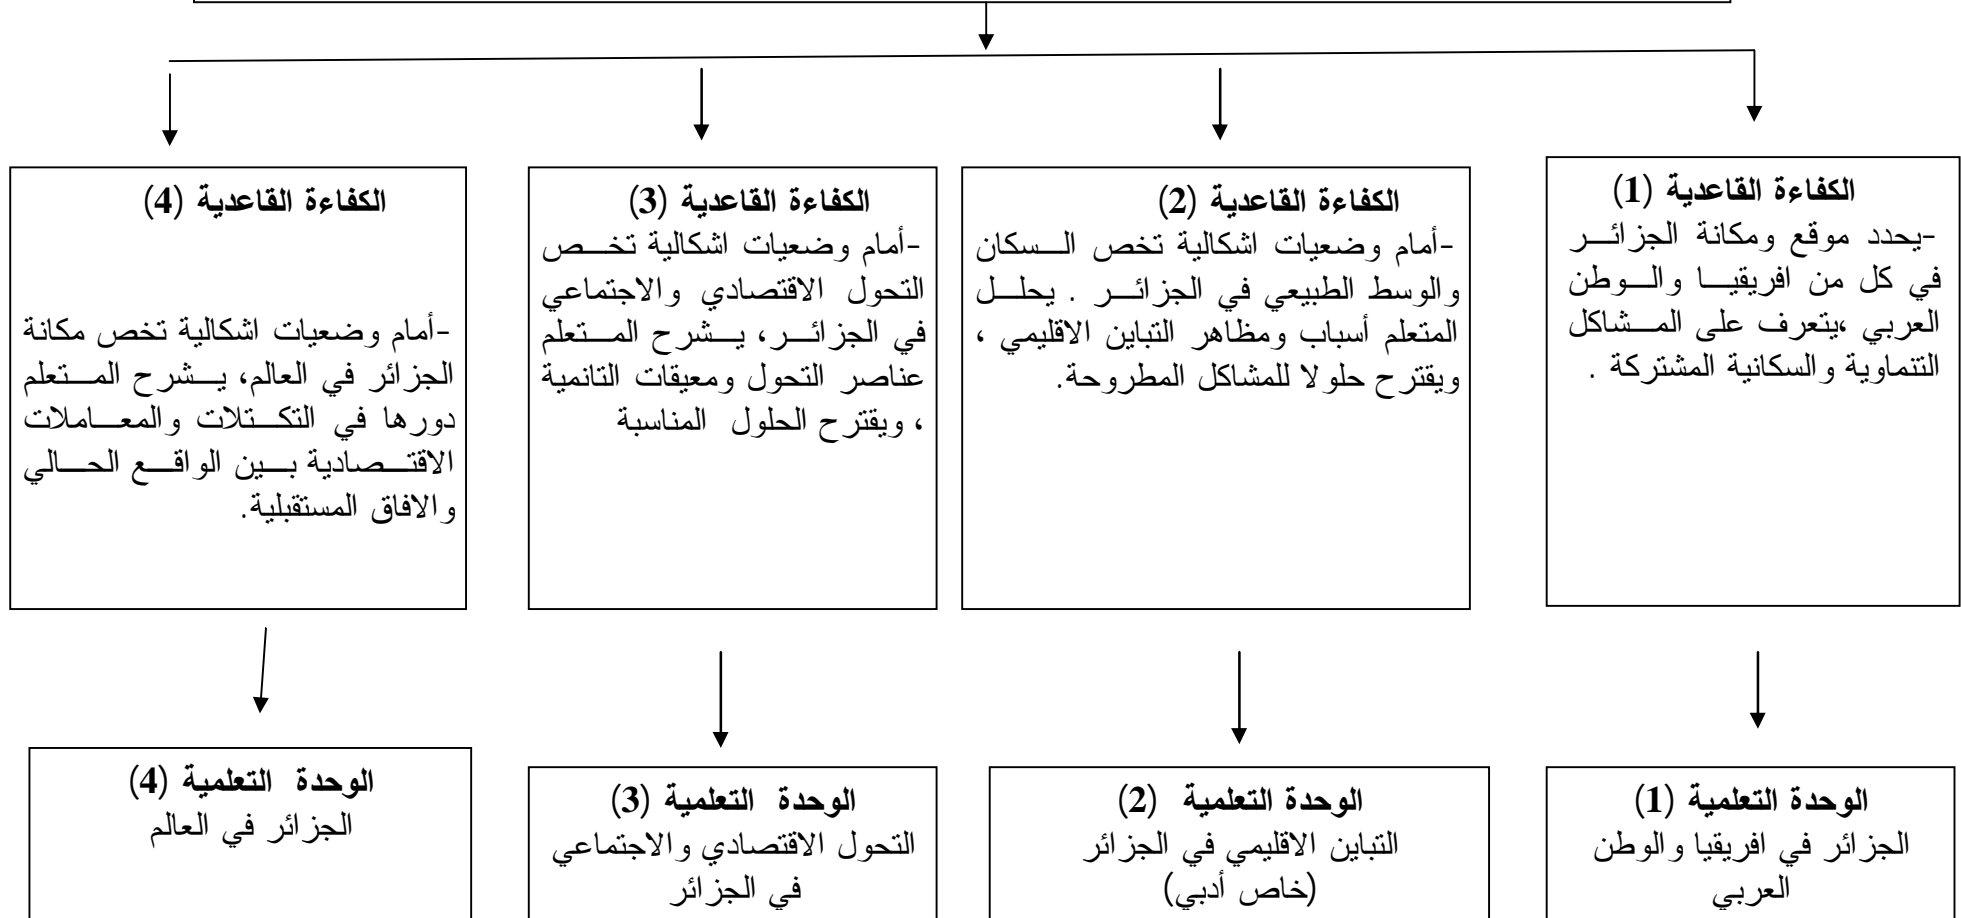 الكفاءة القاعدية (1)
-يحدد موقع ومكانة الجزائر
في كل من افريقيا والوطن
العربي ،يتعرف على المشاكل
التنماوية والسكانية المشتركة .
الكفاءة القاعدية (2)
-أمام وضعيات اشكالية تخص السكان
والوسط الطبيعي في الجزائر . يحلل
المتعلم أسباب ومظاهر التباين الاقليمي ،
ويقترح حلولا للمشاكل المطروحة.
الكفاءة القاعدية (3)
-أمام وضعيات اشكالية تخص
التحول الاقتصادي والاجتماعي
في الجزائر، يشرح المتعلم
عناصر التحول ومعيقات التانمية
، ويقترح الحلول المناسبة
الكفاءة القاعدية (4)
-أمام وضعيات اشكالية تخص مكانة
الجزائر في العالم، يشرح المتعلم
دورها في التكتلات والمعاملات
الاقتصادية بين الواقع الحالي
والافاق المستقبلية.
الوحدة التعلمية (1)
الجزائر في افريقيا والوطن
العربي
الوحدة التعلمية (2)
التباين الاقليمي في الجزائر
(خاص أدبي)
الوحدة التعلمية (3)
التحول الاقتصادي والاجتماعي
في الجزائر
الوحدة التعلمية (4)
الجزائر في العالم